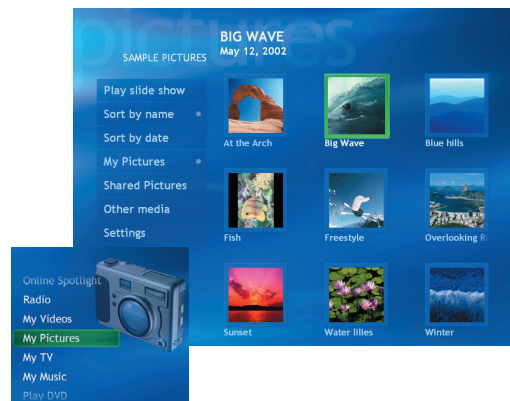 pictures
BIG WAVE
May 12, 2002
SAMPLE PICTURES
Play slide show
Sort by name
Sort by date
My Pictures
Shared Pictures
Other media
Settings
At the Arch
Big Wave
Blue hills
Fish
Freestyle
Overlooking R
Sunset
Water lilies
Winter
Online Spotlight
Radio
My Videos
My Pictures
My TV
My Music
Play DVD